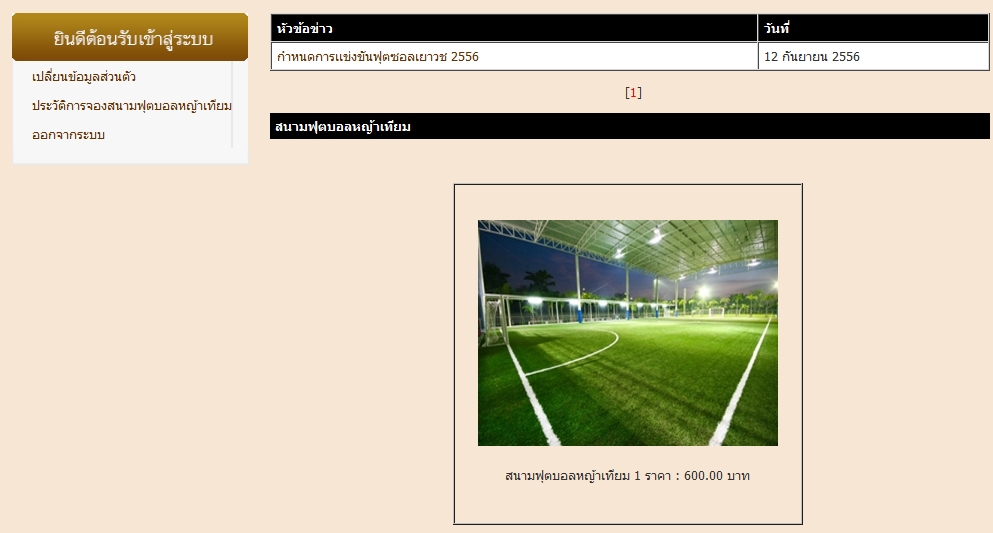 ยินดีต้อนรับเข้าสู่ระบบ
เปลี่ยนข้อมูลส่วนตัว
ประวัติการจองสนามฟุตบอลหญ้าเทียม
ออกจากระบบ
หัวข้อข่าว วันที่
กำหนดการแข่งขันฟุตซอลเยาวช 2556 12 กันยายน 2556
[1]
สนามฟุตบอลหญ้าเทียม
สนามฟุตบอลหญ้าเทียม 1 ราคา : 600.00 บาท